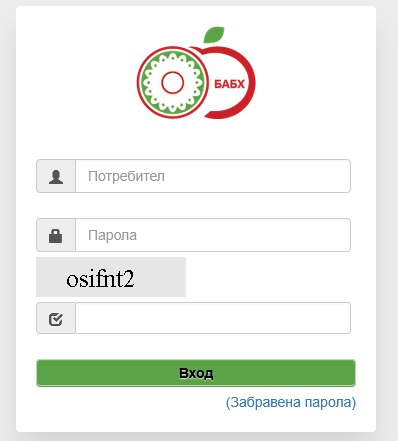 БАБХ
Потребител
Парола
osifnt2
Вход
(Забравена парола)